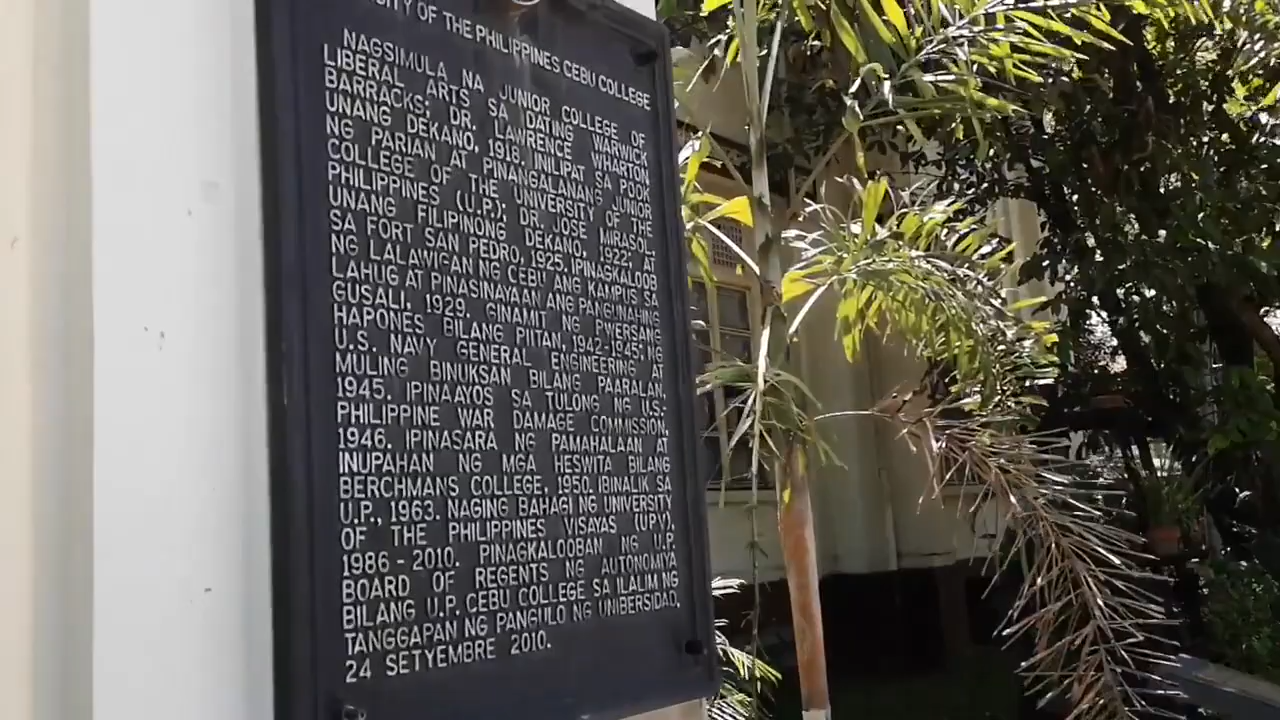 OF THE PHILIPPINES CEBU COLLEGE
NAGSIMULA NA JUNIOR COLLEGE OF
LIBERAL ARTS SA DATING WARWICK
BARRACKS; DR. LAWRENCE WHARTON,
UNANG DEKANO, 1918. INILIPAT SA POOK
NG PARIAN AT PINANGALANANG JUNIOR
COLLEGE OF THE UNIVERSITY OF THE
PHILIPPINES (U.P.); DR. JOSE MIRASOL,
UNANG FILIPINONG DEKANO, 1922; AT
SA FORT SAN PEDRO, 1925. IPINAGKALOOB
NG LALAWIGAN NG CEBU ANG KAMPUS SA
LAHUG AT PINASINAYAAN ANG PANGUNAHING
GUSALI, 1929. GINAMIT NG PWERSANG
HAPONES BILANG PIITAN, 1942-1945; NG
U.S. NAVY GENERAL ENGINEERING AT
MULING BINUKSAN BILANG PAARALAN,
1945. IPINAAYOS SA TULONG NG U.S.-
PHILIPPINE WAR DAMAGE COMMISSION,
1946. IPINASARA NG PAMAHALAAN AT
INUPAHAN NG MGA HESWITA BILANG
BERCHMANS COLLEGE, 1950. IBINALIK SA
U.P., 1963. NAGING BAHAGI NG UNIVERSITY
OF THE PHILIPPINES VISAYAS (UPV),
1986 - 2010. PINAGKALOOBAN NG U.P.
BOARD OF REGENTS NG AUTONOMIYA
BILANG U.P. CEBU COLLEGE SA ILALIM NG
TANGGAPAN NG PANGULO NG UNIBERSIDAD,
24 SETYEMBRE 2010.